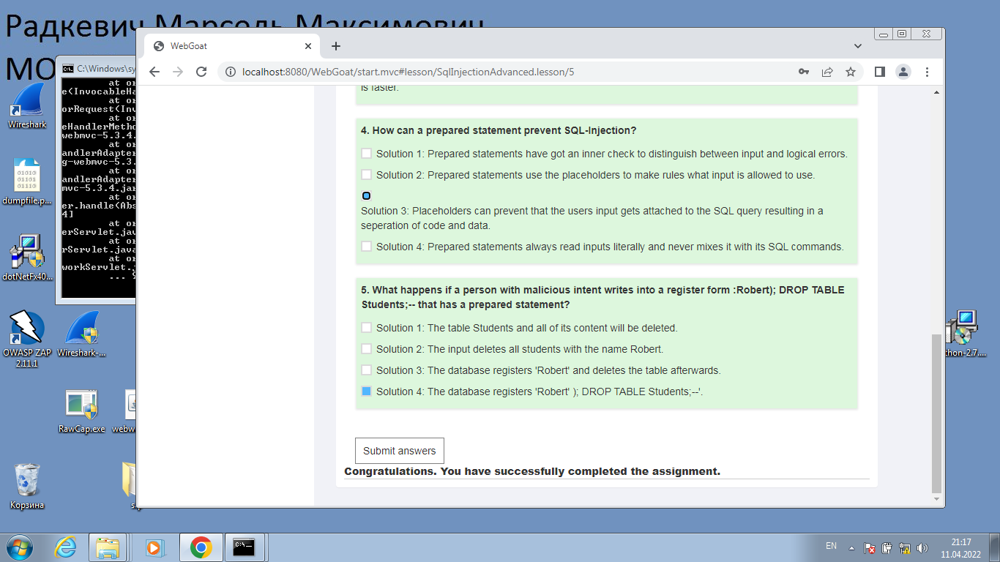 Радкевич Марсель Максимович
МО
WebGoat
C:\Windows\sy
localhost:8080/WebGoat/start.mvc#lesson/SqlInjectionAdvanced.lesson/5
at or
e(InvocableHa
at or
orRequest(Inv
at or
eHandlerMetho
webmvc-5.3.4.
at or
andlerAdapter
g-webmvc-5.3.
at or
andlerAdapter
mvc-5.3.4.jar
at or
er.handle(Abs
4]
at or
erServlet.jav
at or
rServlet.java
at or
workServlet.j
... 9
is faster.
4. How can a prepared statement prevent SQL-Injection?
Solution 1: Prepared statements have got an inner check to distinguish between input and logical errors.
Solution 2: Prepared statements use the placeholders to make rules what input is allowed to use.
Solution 3: Placeholders can prevent that the users input gets attached to the SQL query resulting in a
seperation of code and data.
Solution 4: Prepared statements always read inputs literally and never mixes it with its SQL commands.
5. What happens if a person with malicious intent writes into a register form :Robert); DROP TABLE
Students;-- that has a prepared statement?
Solution 1: The table Students and all of its content will be deleted.
Solution 2: The input deletes all students with the name Robert.
Solution 3: The database registers 'Robert' and deletes the table afterwards.
Solution 4: The database registers 'Robert' ); DROP TABLE Students;--'.
Submit answers
Congratulations. You have successfully completed the assignment.
Wireshark
01010
01101
01101
dumpfile.p...
dotNetFx40...
OWASP ZAP
2.11.1
Wireshark-...
RawCap.exe
webw
Корзина
thon-2.7....
C:\_
EN
21:17
11.04.2022